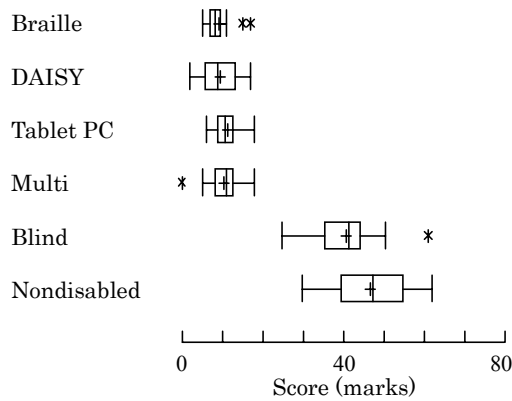 Braille
DAISY
Tablet PC
Multi
Blind
Nondisabled
0 40 80
Score (marks)